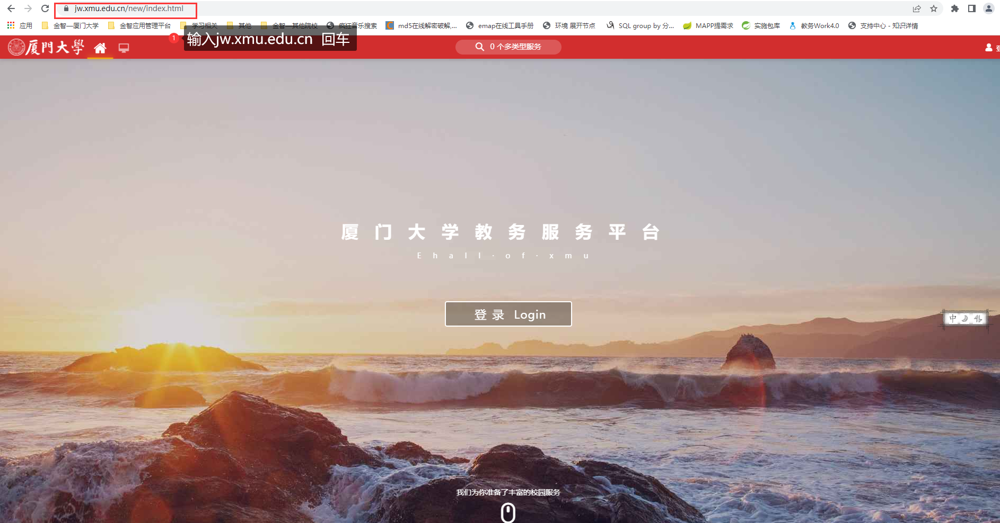 jw.xmu.edu.cn/new/index.html
应用 金智—厦门大学 金智应用管理平台 学习相关 其他 金智—其他院校 疯狂音乐搜索 md5在线解密破解,... emap在线工具手册 环境 展开节点 SQL group by 分... MAPP提需求 实施包库 教务Work4.0 支持中心 - 知识详情
1 输入jw.xmu.edu.cn 回车
厦門大學 0 个多类型服务
厦门大学教务服务平台
Ehall·of·xmu
登录 Login
中
我们为你准备了丰富的校园服务